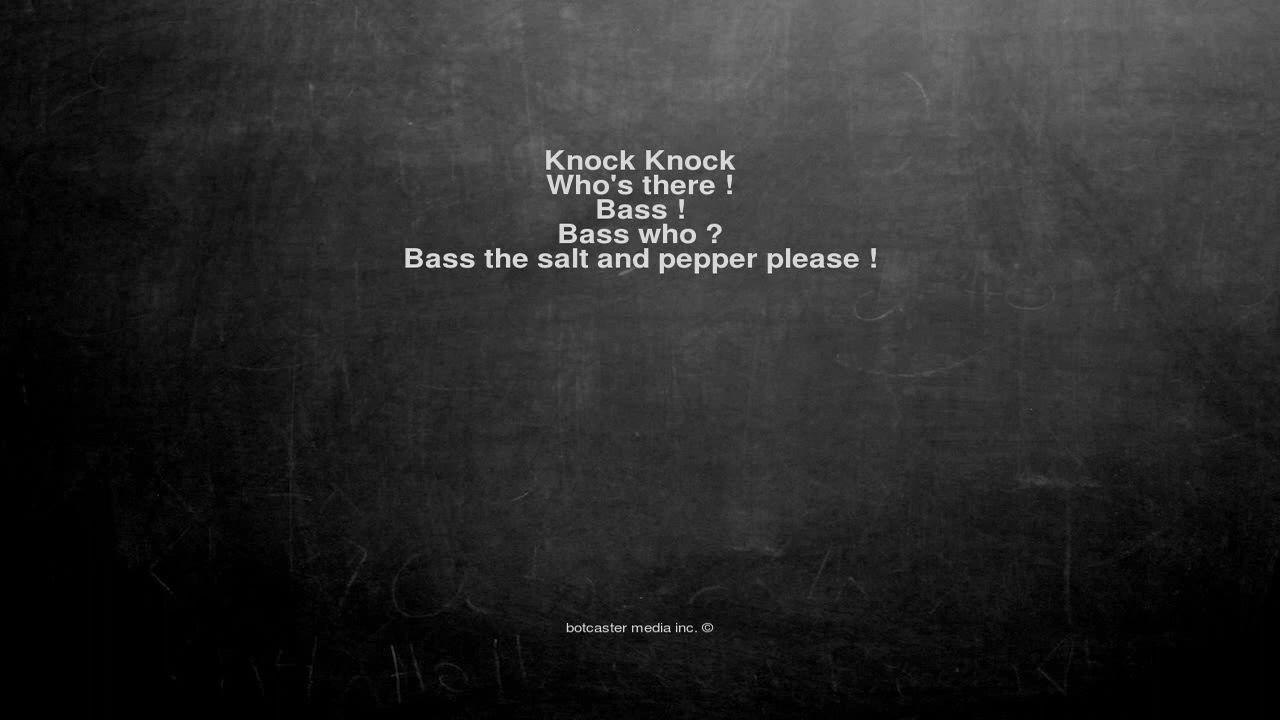 Knock Knock
Who's there !
Bass !
Bass who ?
Bass the salt and pepper please !
botcaster media inc. ©